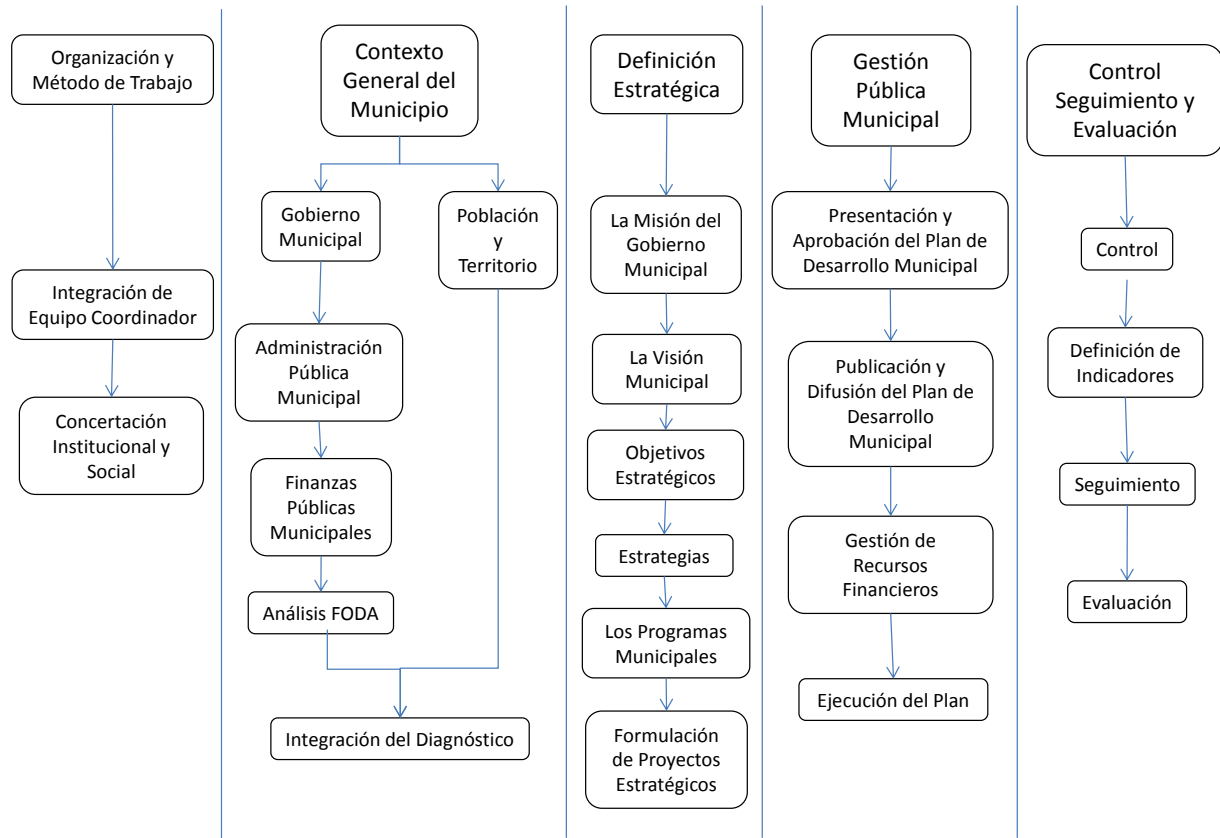 Organización y
Método de Trabajo
Integración de
Equipo Coordinador
Concertación
Institucional y
Social
Contexto
General del
Municipio
Gobierno
Municipal
Población
y
Territorio
Administración
Pública
Municipal
Finanzas
Públicas
Municipales
Análisis FODA
Integración del Diagnóstico
Definición
Estratégica
La Misión del
Gobierno
Municipal
La Visión
Municipal
Objetivos
Estratégicos
Estrategias
Los Programas
Municipales
Formulación
de Proyectos
Estratégicos
Gestión
Pública
Municipal
Presentación y
Aprobación del Plan de
Desarrollo Municipal
Publicación y
Difusión del Plan de
Desarrollo
Municipal
Gestión de
Recursos
Financieros
Ejecución del Plan
Control
Seguimiento y
Evaluación
Control
Definición de
Indicadores
Seguimiento
Evaluación